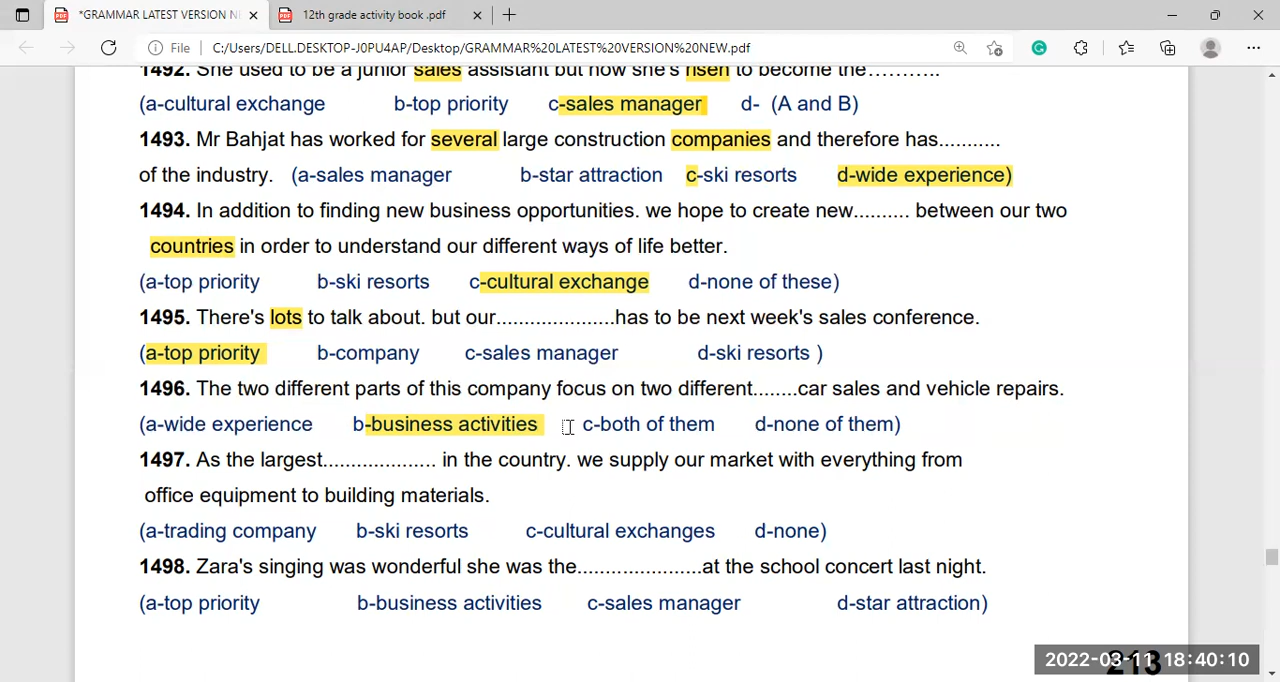 *GRAMMAR LATEST VERSION N
12th grade activity book .pdf
File | C:/Users/DELL.DESKTOP-J0PU4AP/Desktop/GRAMMAR%20LATEST%20VERSION%20NEW.pdf
1492. She used to be a junior sales assistant but now she's risen to become the...........
(a-cultural exchange b-top priority c-sales manager d- (A and B)
1493. Mr Bahjat has worked for several large construction companies and therefore has...........
of the industry. (a-sales manager b-star attraction c-ski resorts d-wide experience)
1494. In addition to finding new business opportunities. we hope to create new.......... between our two
countries in order to understand our different ways of life better.
(a-top priority b-ski resorts c-cultural exchange d-none of these)
1495. There's lots to talk about. but our.....................has to be next week's sales conference.
(a-top priority b-company c-sales manager d-ski resorts )
1496. The two different parts of this company focus on two different........car sales and vehicle repairs.
(a-wide experience b-business activities c-both of them d-none of them)
1497. As the largest.................... in the country. we supply our market with everything from
office equipment to building materials.
(a-trading company b-ski resorts c-cultural exchanges d-none)
1498. Zara's singing was wonderful she was the......................at the school concert last night.
(a-top priority b-business activities c-sales manager d-star attraction)
213
2022-03-11 18:40:10